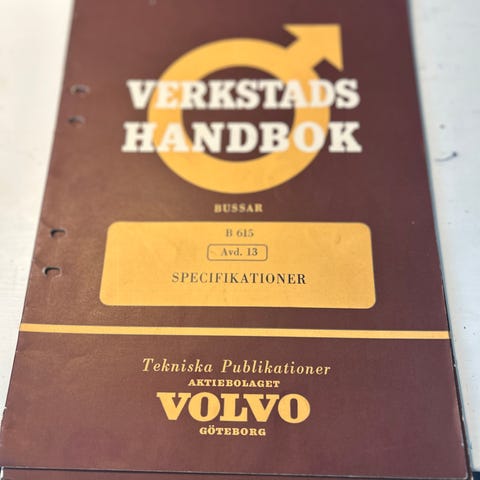 VERKSTADS
HANDBOK
BUSSAR
B 615
Avd. 13
SPECIFIKATIONER
Tekniska Publikationer
AKTIEBOLAGET
VOLVO
GÖTEBORG